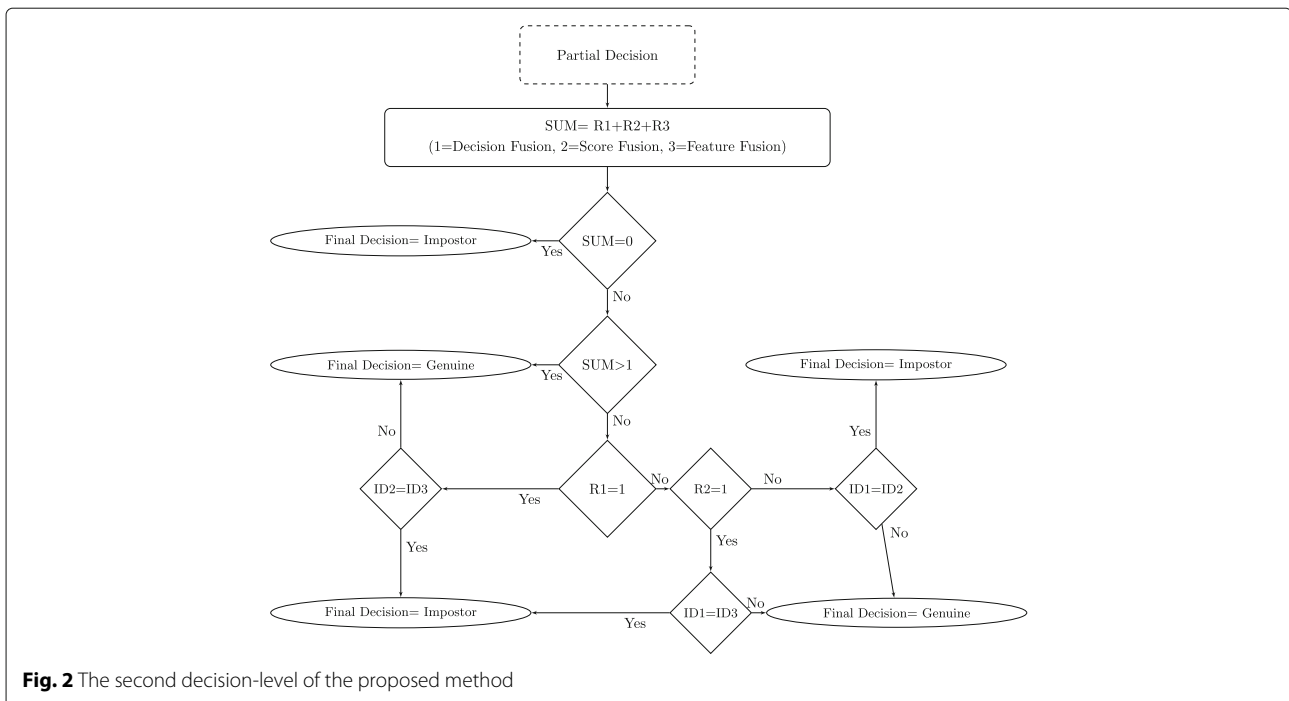 Partial Decision
SUM= R1+R2+R3
(1=Decision Fusion, 2=Score Fusion, 3=Feature Fusion)
Final Decision= Impostor
Yes
SUM=0
No
Final Decision= Genuine
Yes
SUM>1
Final Decision= Impostor
No
No
Yes
ID2=ID3
Yes
R1=1
No
R2=1
No
ID1=ID2
Yes
Yes
No
Final Decision= Impostor
Yes
ID1=ID3
No
Final Decision= Genuine
Fig. 2 The second decision-level of the proposed method